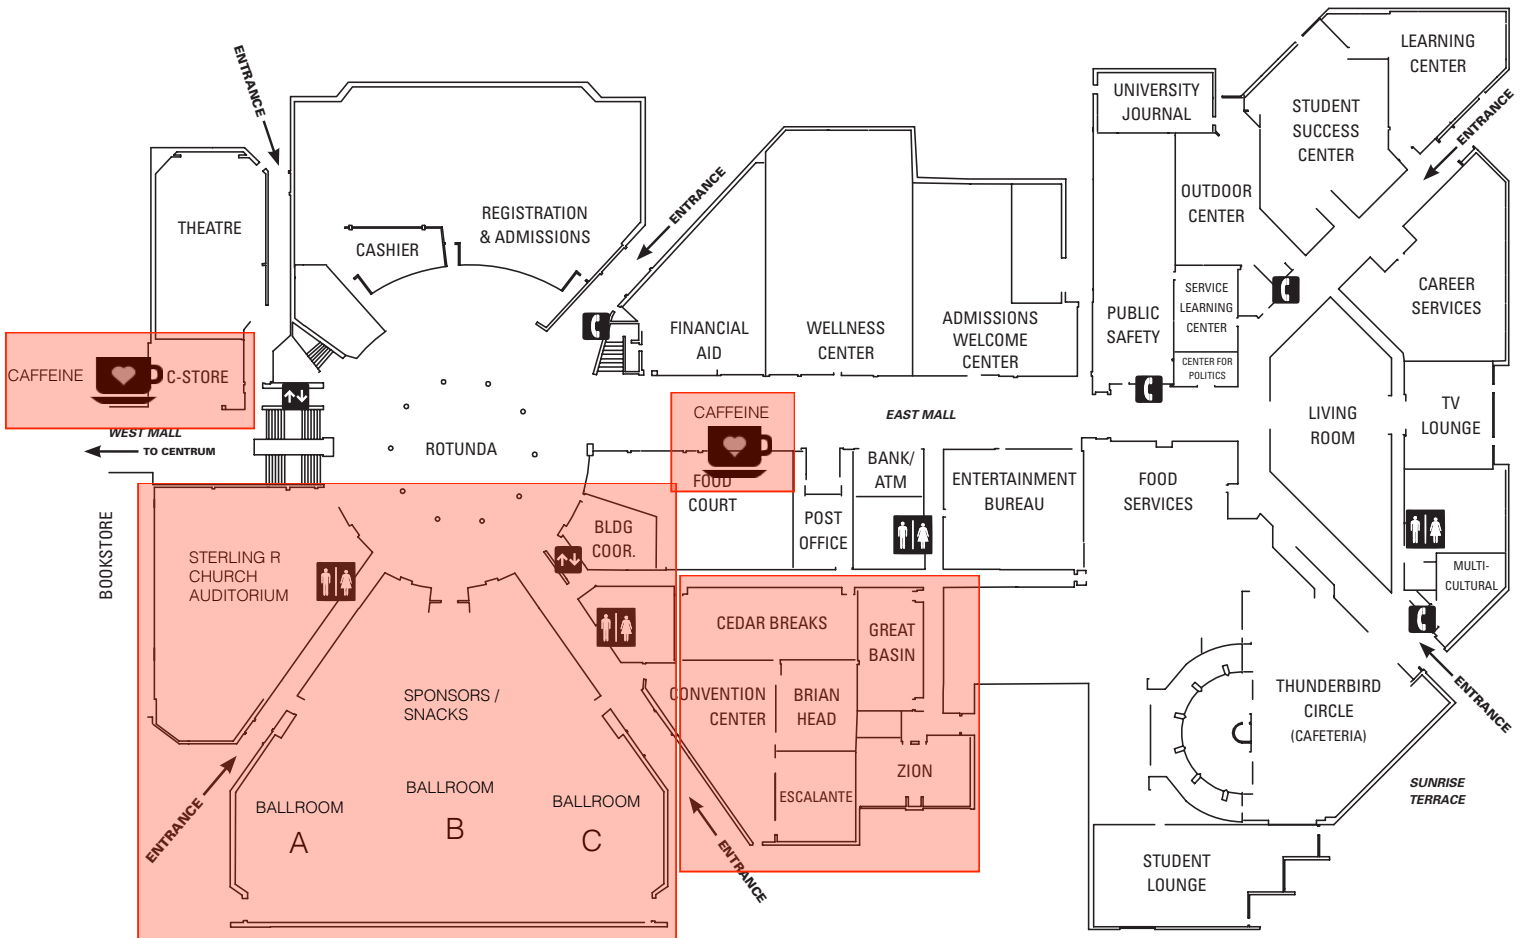 ENTRANCE
LEARNING
CENTER
UNIVERSITY
JOURNAL
STUDENT
SUCCESS
CENTER
ENTRANCE
THEATRE
CASHIER
REGISTRATION
& ADMISSIONS
ENTRANCE
OUTDOOR
CENTER
CAREER
SERVICES
SERVICE
LEARNING
CENTER
PUBLIC
SAFETY
CENTER FOR
POLITICS
FINANCIAL
AID
WELLNESS
CENTER
ADMISSIONS
WELCOME
CENTER
CAFFEINE
C-STORE
WEST MALL
TO CENTRUM
ROTUNDA
CAFFEINE
EAST MALL
LIVING
ROOM
TV
LOUNGE
FOOD
COURT
POST
OFFICE
BANK/
ATM
ENTERTAINMENT
BUREAU
FOOD
SERVICES
BOOKSTORE
STERLING R
CHURCH
AUDITORIUM
BLDG
COOR.
MULTI-
CULTURAL
CEDAR BREAKS
GREAT
BASIN
CONVENTION
CENTER
BRIAN
HEAD
SPONSORS /
SNACKS
THUNDERBIRD
CIRCLE
(CAFETERIA)
ENTRANCE
ZION
ESCALANTE
SUNRISE
TERRACE
BALLROOM
A
BALLROOM
B
BALLROOM
C
ENTRANCE
ENTRANCE
STUDENT
LOUNGE